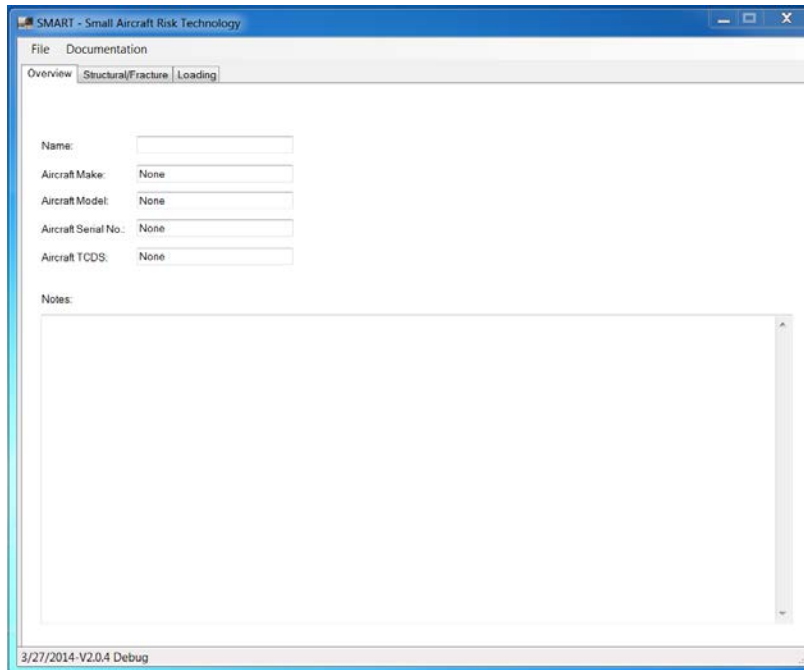 SMART - Small Aircraft Risk Technology
File Documentation
Overview Structural/Fracture Loading
Name:
Aircraft Make: None
Aircraft Model: None
Aircraft Serial No.: None
Aircraft TCDS: None
Notes:
3/27/2014-V2.0.4 Debug